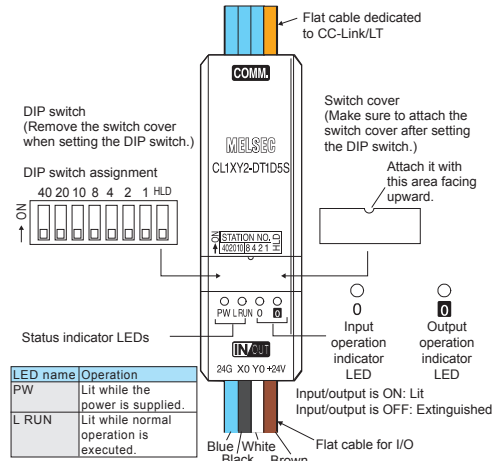 Flat cable dedicated
to CC-Link/LT
COMM.
DIP switch
(Remove the switch cover
when setting the DIP switch.)
DIP switch assignment
40 20 10 8 4 2 1 HLD
ON
MELSEC
CL1XY2-DT1D5S
Switch cover
(Make sure to attach the
switch cover after setting
the DIP switch.)
Attach it with
this area facing
upward.
ON
STATION NO.
402010 8 4 2 1
HLD
PW L RUN 0 0
Status indicator LEDs
IN/OUT
24G X0 Y0 +24V
0
Input
operation
indicator
LED
0
Output
operation
indicator
LED
Input/output is ON: Lit
Input/output is OFF: Extinguished
LED name Operation
PW Lit while the
power is supplied.
L RUN Lit while normal
operation is
executed.
Blue White
Black Brown
Flat cable for I/O